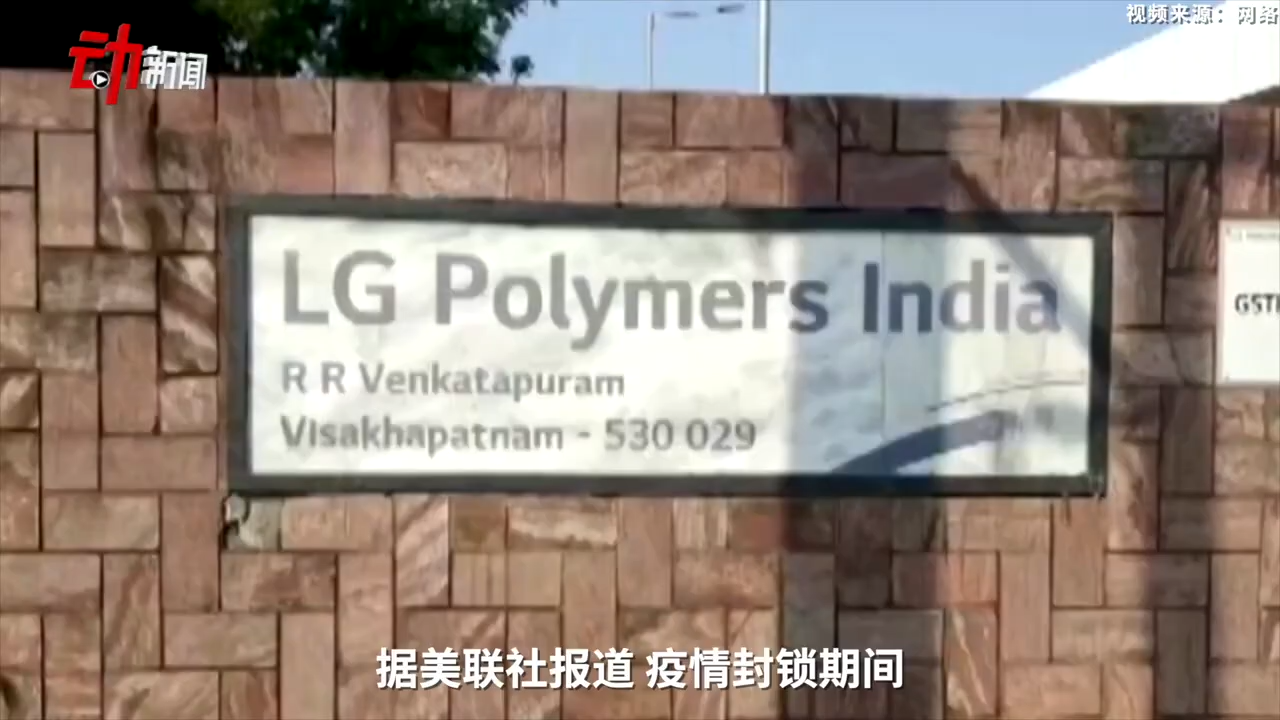 视频来源：网络
动新闻
LG Polymers India
R R Venkatapuram
Visakhapatnam - 530 029
据美联社报道 疫情封锁期间